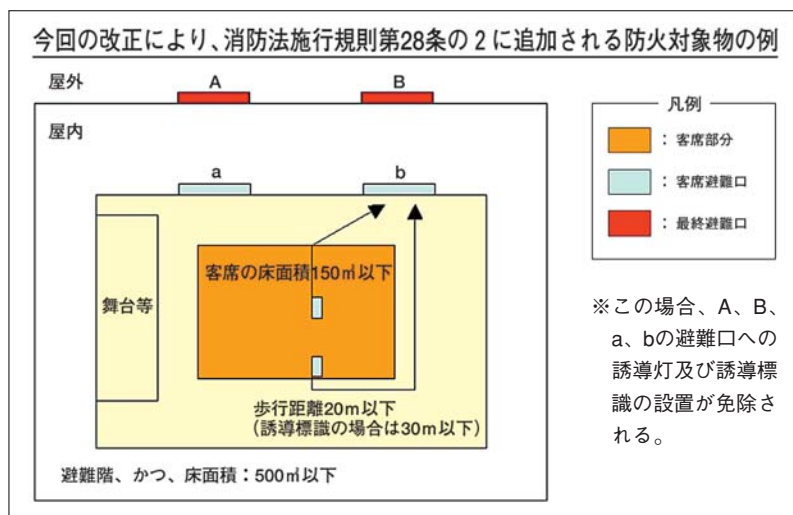 今回の改正により、消防法施行規則第28条の2に追加される防火対象物の例
屋外
A
B
屋内
a
b
舞台等
客席の床面積150㎡以下
歩行距離20m以下
（誘導標識の場合は30m以下）
避難階、かつ、床面積：500㎡以下
凡例
：客席部分
：客席避難口
：最終避難口
※この場合、A、B、
a、bの避難口への
誘導灯及び誘導標
識の設置が免除さ
れる。